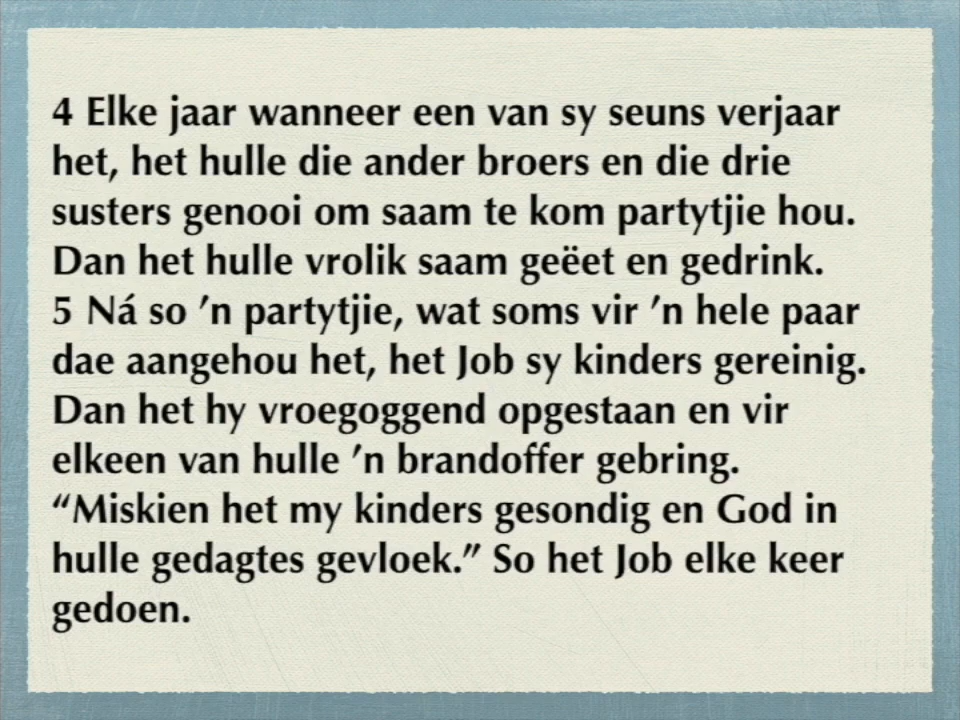 4 Elke jaar wanneer een van sy seuns verjaar
het, het hulle die ander broers en die drie
susters genooi om saam te kom partytjie hou.
Dan het hulle vrolik saam geëet en gedrink.
5 Ná so ’n partytjie, wat soms vir ’n hele paar
dae aangehou het, het Job sy kinders gereinig.
Dan het hy vroegoggend opgestaan en vir
elkeen van hulle ’n brandoffer gebring.
“Miskien het my kinders gesondig en God in
hulle gedagtes gevloek.” So het Job elke keer
gedoen.